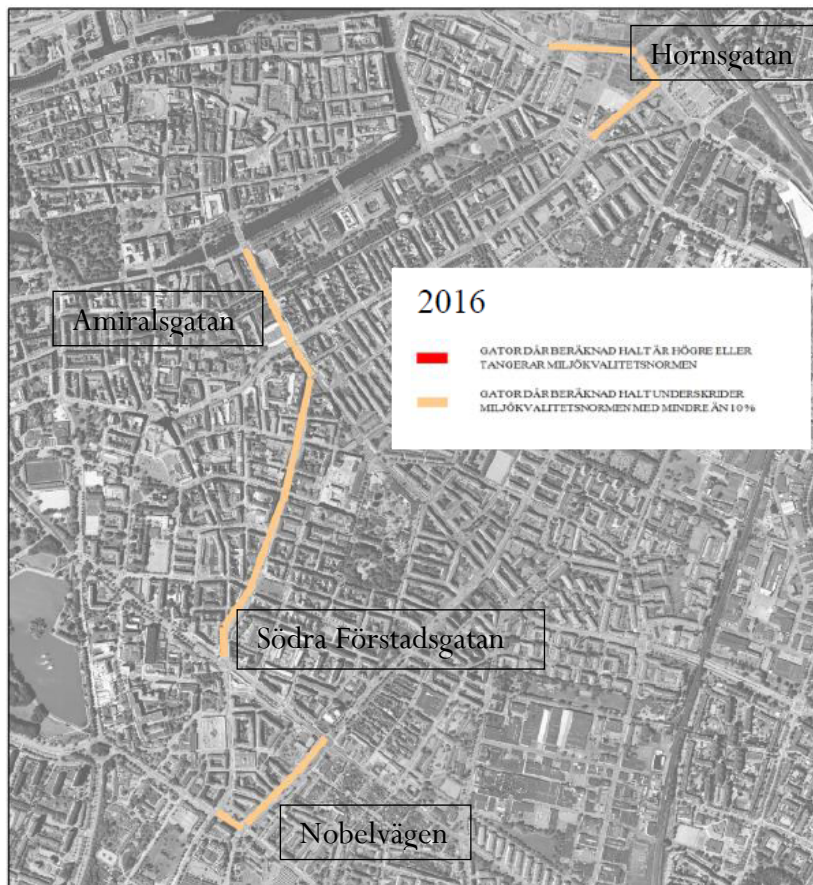 Hornsgatan
Amiralsgatan
2016
GATOR DÄR BERÄKNAD HALT ÄR HÖGRE ELLER
TANGERAR MILJÖKVALITETSNORMEN
GATOR DÄR BERÄKNAD HALT UNDERSKRIDER
MILJÖKVALITETSNORMEN MED MINDRE ÄN 10%
Södra Förstadsgatan
Nobelvägen